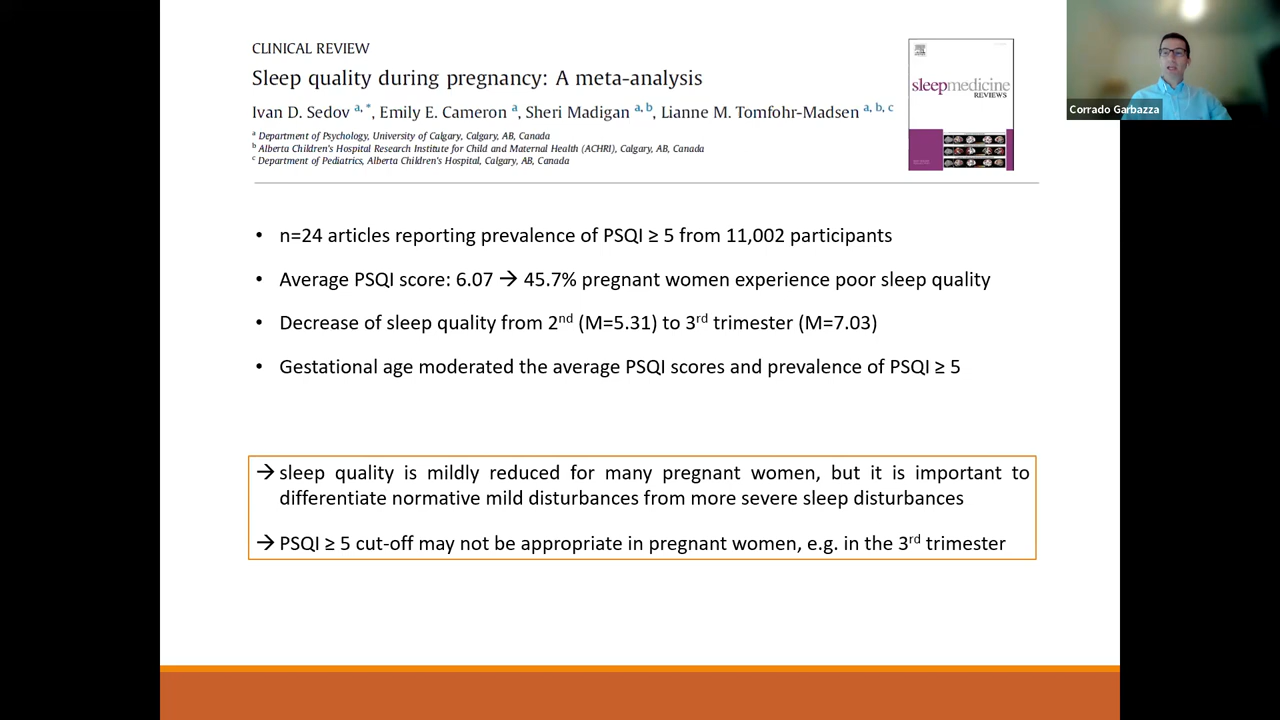 CLINICAL REVIEW
Sleep quality during pregnancy: A meta-analysis
Ivan D. Sedov a, *, Emily E. Cameron a, Sheri Madigan a, b, Lianne M. Tomfohr-Madsen a, b, c
a Department of Psychology, University of Calgary, Calgary, AB, Canada
b Alberta Children's Hospital Research Institute for Child and Maternal Health (ACHRI), Calgary, AB, Canada
c Department of Pediatrics, Alberta Children's Hospital, Calgary, AB, Canada
sleepmedicine
REVIEWS
Corrado Garbazza
• n=24 articles reporting prevalence of PSQI ≥ 5 from 11,002 participants
• Average PSQI score: 6.07 → 45.7% pregnant women experience poor sleep quality
• Decrease of sleep quality from 2nd (M=5.31) to 3rd trimester (M=7.03)
• Gestational age moderated the average PSQI scores and prevalence of PSQI ≥ 5
→ sleep quality is mildly reduced for many pregnant women, but it is important to
differentiate normative mild disturbances from more severe sleep disturbances
→ PSQI ≥ 5 cut-off may not be appropriate in pregnant women, e.g. in the 3rd trimester